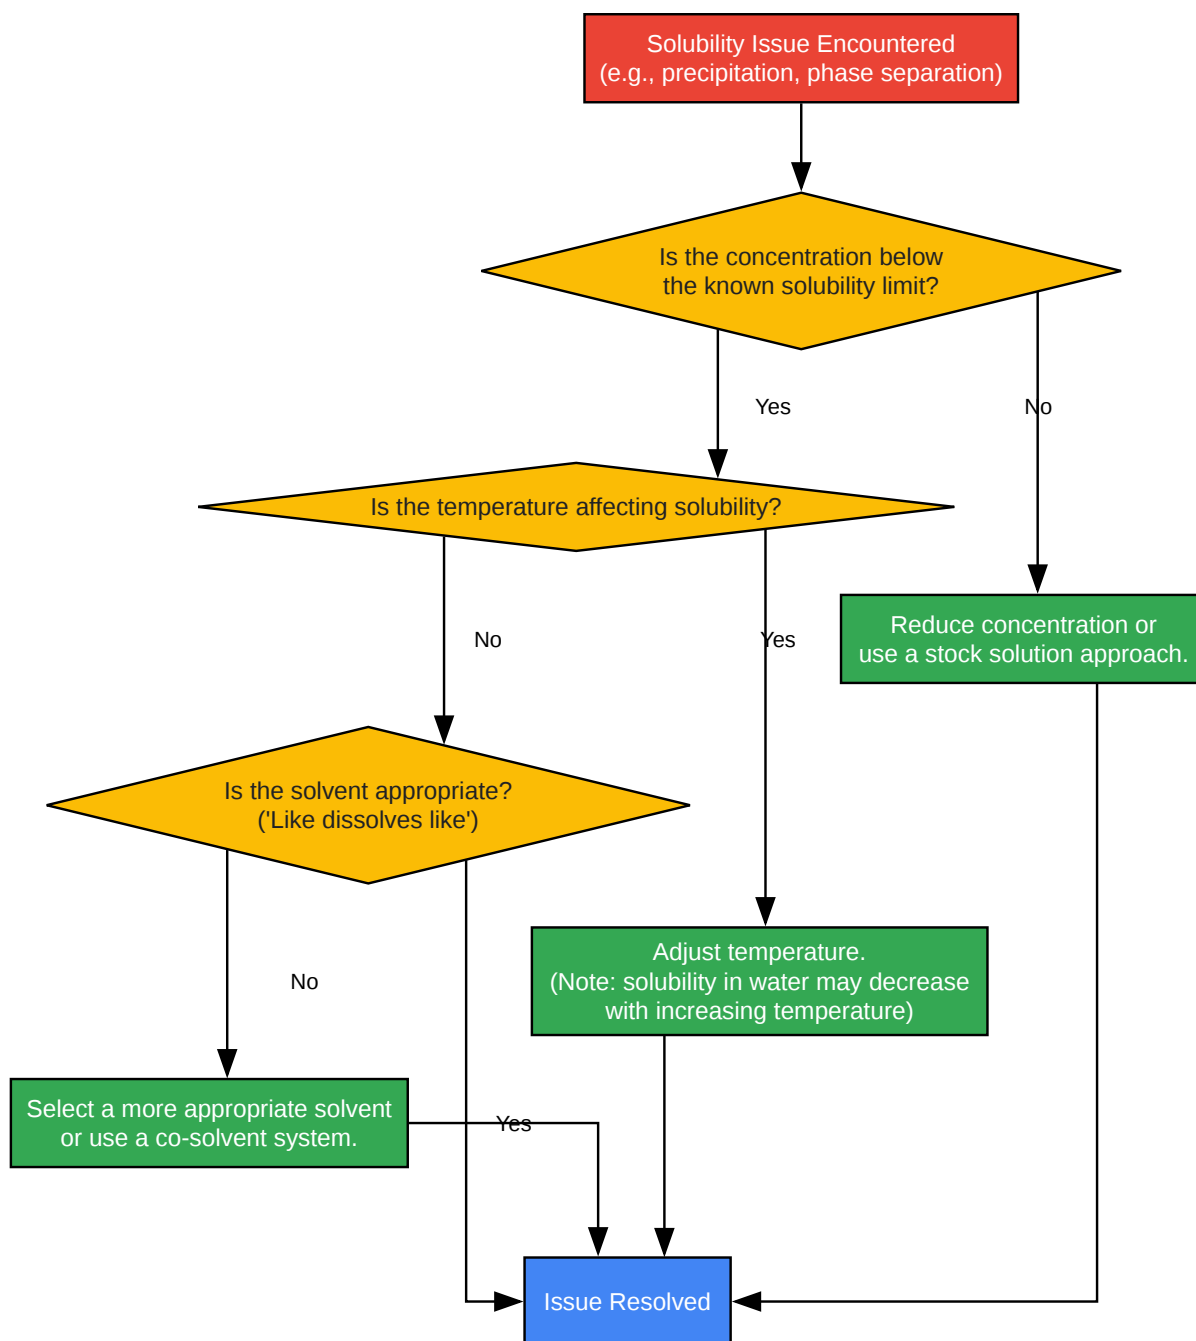 Solubility Issue Encountered
(e.g., precipitation, phase separation)
Is the concentration below
the known solubility limit?
Yes
No
Is the temperature affecting solubility?
Reduce concentration or
use a stock solution approach.
No
Yes
Is the solvent appropriate?
('Like dissolves like')
Adjust temperature.
(Note: solubility in water may decrease
with increasing temperature)
No
Select a more appropriate solvent
or use a co-solvent system.
Yes
Issue Resolved